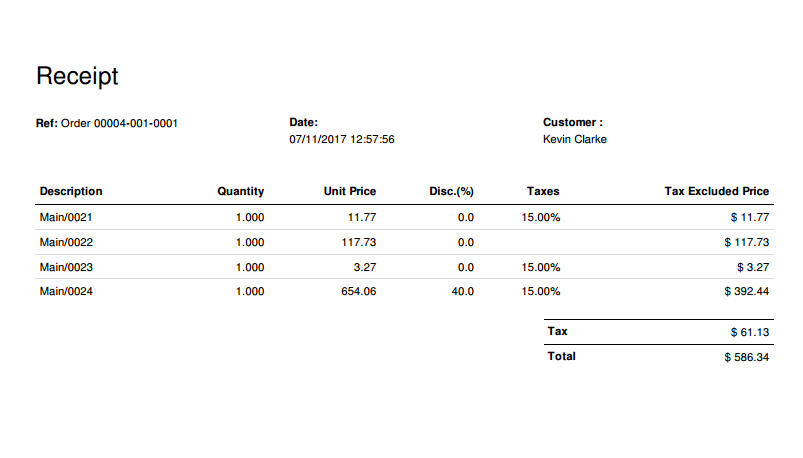 Receipt
Ref: Order 00004-001-0001 Date: Customer :
07/11/2017 12:57:56 Kevin Clarke
Description Quantity Unit Price Disc.(%) Taxes Tax Excluded Price
Main/0021 1.000 11.77 0.0 15.00% $ 11.77
Main/0022 1.000 117.73 0.0 $ 117.73
Main/0023 1.000 3.27 0.0 15.00% $ 3.27
Main/0024 1.000 654.06 40.0 15.00% $ 392.44
Tax $ 61.13
Total $ 586.34